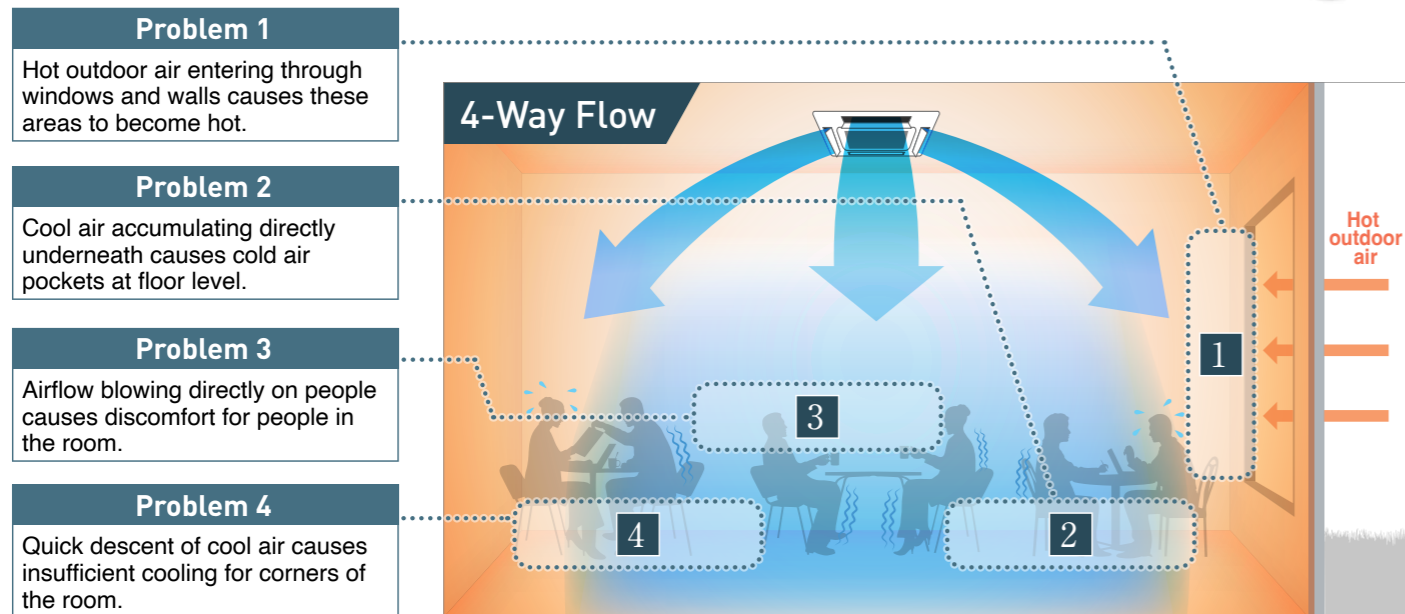 Problem 1
Hot outdoor air entering through
windows and walls causes these
areas to become hot.
Problem 2
Cool air accumulating directly
underneath causes cold air
pockets at floor level.
Problem 3
Airflow blowing directly on people
causes discomfort for people in
the room.
Problem 4
Quick descent of cool air causes
insufficient cooling for corners of
the room.
4-Way Flow
Hot
outdoor
air
1
3
4
2